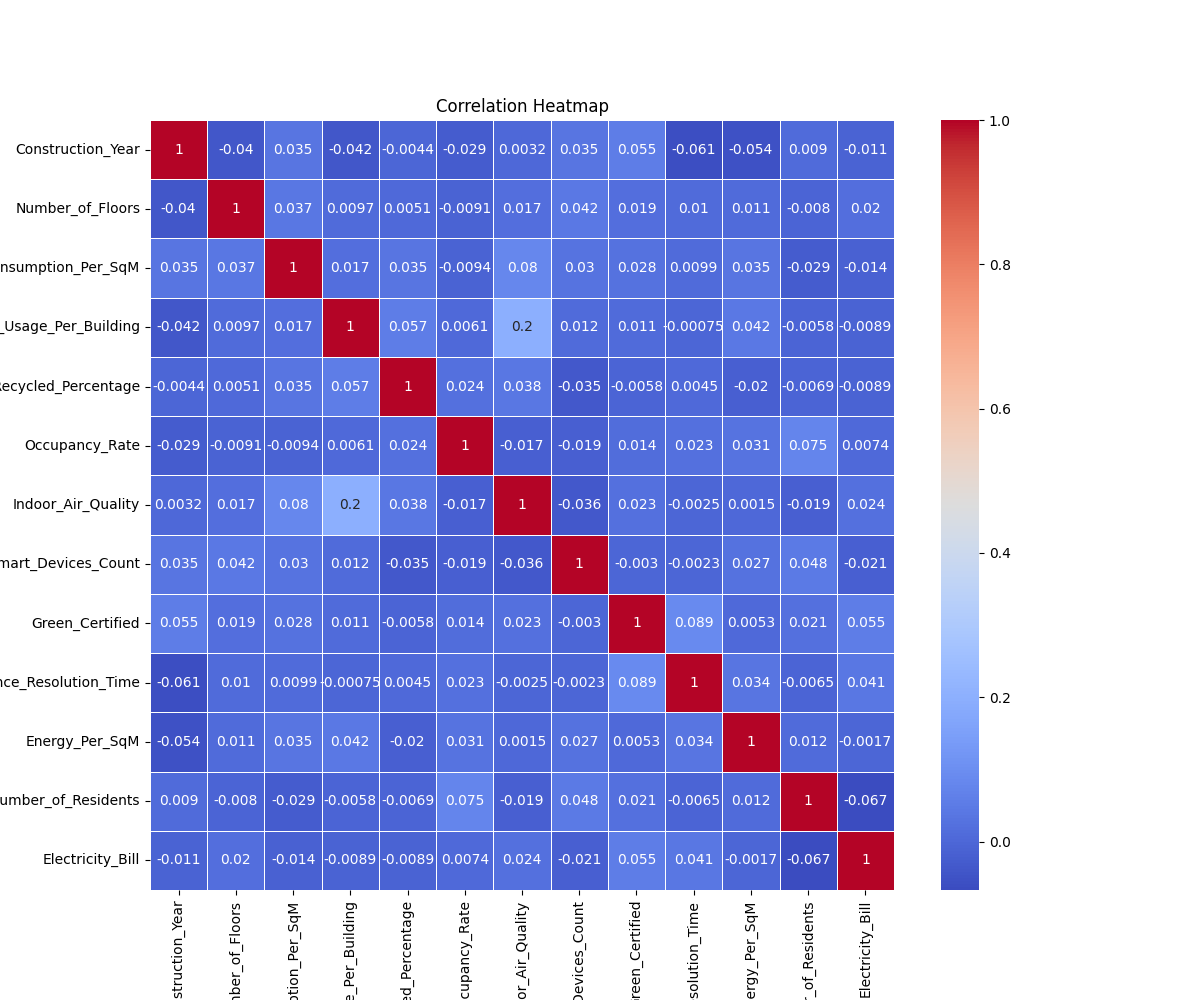 Correlation Heatmap
Construction_Year 1 -0.04 0.035 -0.042 -0.0044 -0.029 0.0032 0.035 0.055 -0.061 -0.054 0.009 -0.011
Number_of_Floors -0.04 1 0.037 0.0097 0.0051 -0.0091 0.017 0.042 0.019 0.01 0.011 -0.008 0.02
nsumption_Per_SqM 0.035 0.037 1 0.017 0.035 -0.0094 0.08 0.03 0.028 0.0099 0.035 -0.029 -0.014
_Usage_Per_Building -0.042 0.0097 0.017 1 0.057 0.0061 0.2 0.012 0.011 -0.00075 0.042 -0.0058 -0.0089
Recycled_Percentage -0.0044 0.0051 0.035 0.057 1 0.024 0.038 -0.035 -0.0058 0.0045 -0.02 -0.0069 -0.0089
Occupancy_Rate -0.029 -0.0091 -0.0094 0.0061 0.024 1 -0.017 -0.019 0.014 0.023 0.031 0.075 0.0074
Indoor_Air_Quality 0.0032 0.017 0.08 0.2 0.038 -0.017 1 -0.036 0.023 -0.0025 0.0015 -0.019 0.024
mart_Devices_Count 0.035 0.042 0.03 0.012 -0.035 -0.019 -0.036 1 -0.003 -0.0023 0.027 0.048 -0.021
Green_Certified 0.055 0.019 0.028 0.011 -0.0058 0.014 0.023 -0.003 1 0.089 0.0053 0.021 0.055
nce_Resolution_Time -0.061 0.01 0.0099 -0.00075 0.0045 0.023 -0.0025 -0.0023 0.089 1 0.034 -0.0065 0.041
Energy_Per_SqM -0.054 0.011 0.035 0.042 -0.02 0.031 0.0015 0.027 0.0053 0.034 1 0.012 -0.0017
umber_of_Residents 0.009 -0.008 -0.029 -0.0058 -0.0069 0.075 -0.019 0.048 0.021 -0.0065 0.012 1 -0.067
Electricity_Bill -0.011 0.02 -0.014 -0.0089 -0.0089 0.0074 0.024 -0.021 0.055 0.041 -0.0017 -0.067 1
struction_Year
mber_of_Floors
ption_Per_SqM
e_Per_Building
ed_Percentage
cupancy_Rate
or_Air_Quality
Devices_Count
reen_Certified
solution_Time
ergy_Per_SqM
r_of_Residents
Electricity_Bill
1.0
0.8
0.6
0.4
0.2
0.0